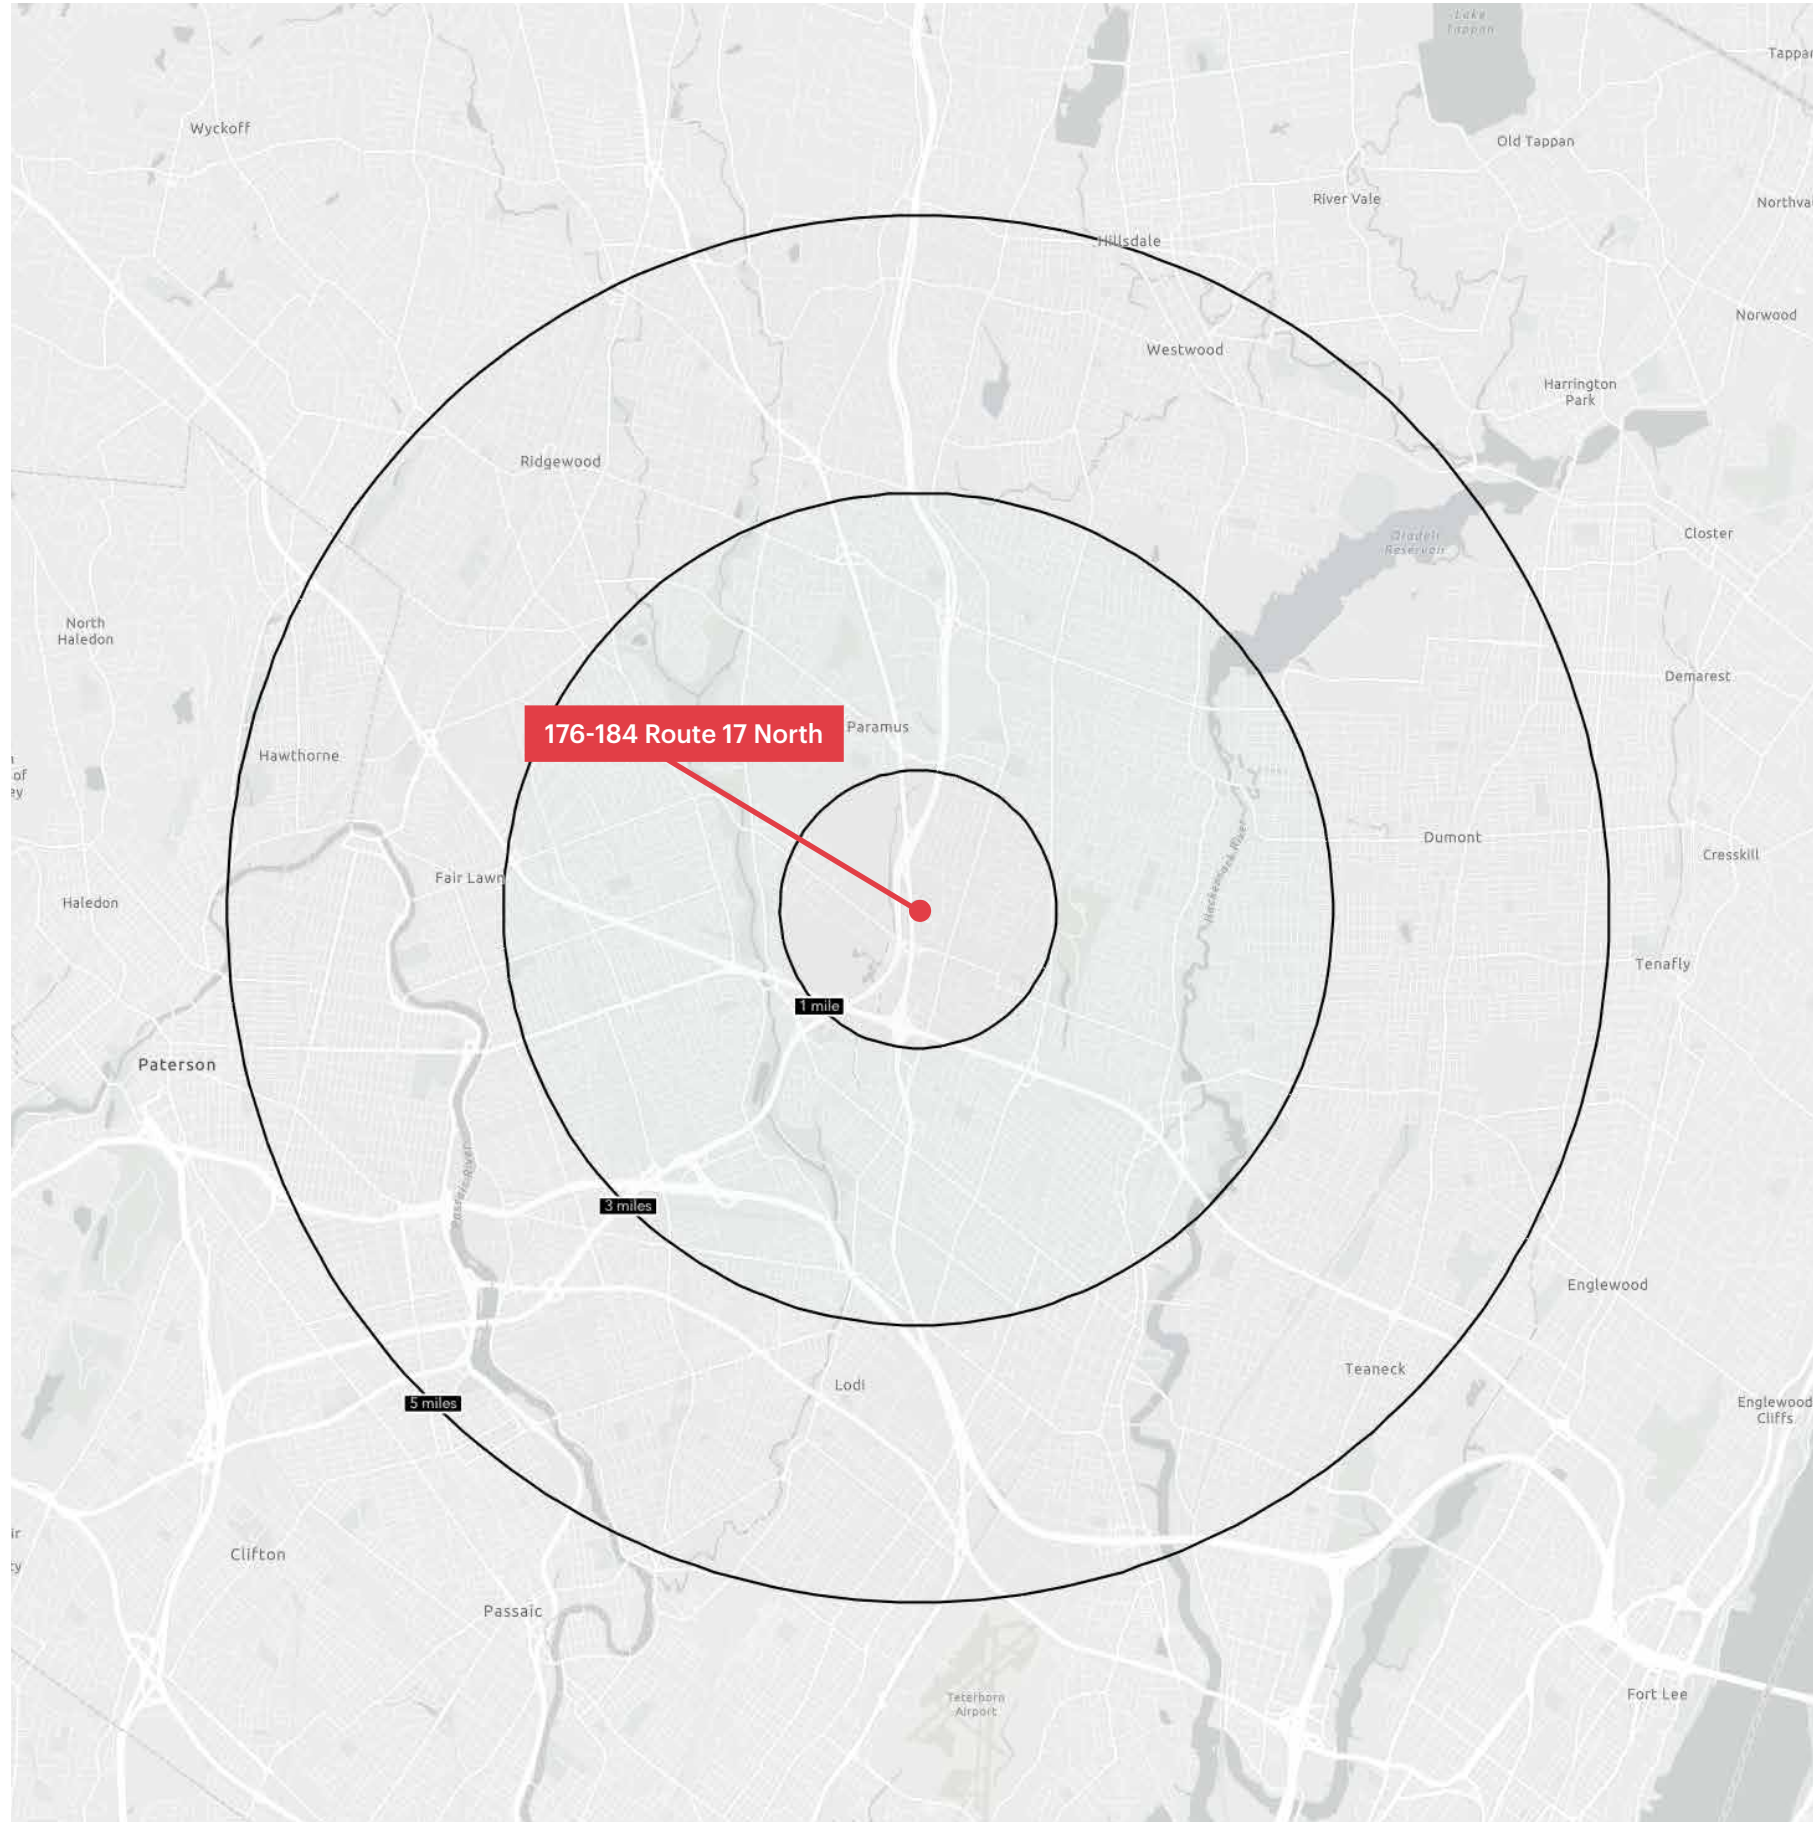 Lake
Tappan
Tappan
Wyckoff
Old Tappan
River Vale
Hillsdale
Norwood
Westwood
Harrington
Park
Ridgewood
Closter
Oradell
Reservoir
North
Haledon
Demarest
176-184 Route 17 North
Paramus
Hawthorne
of
Dumont
Cresskill
Fair Lawn
Hackensack River
Haledon
Tenafly
1 mile
Paterson
Passaic River
3 miles
Englewood
Teaneck
Lodi
5 miles
Englewood
Cliffs
Clifton
Passaic
Fort Lee
Teterboro
Airport